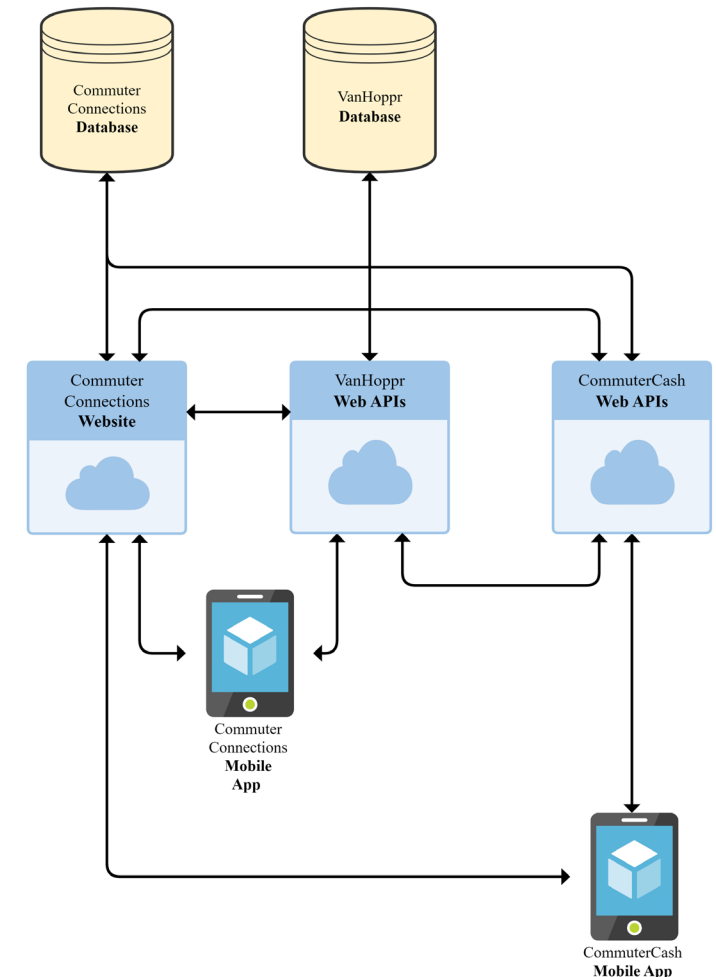 Commuter
Connections
Database
VanHoppr
Database
Commuter
Connections
Website
VanHoppr
Web APIs
CommuterCash
Web APIs
Commuter
Connections
Mobile
App
CommuterCash
Mobile App